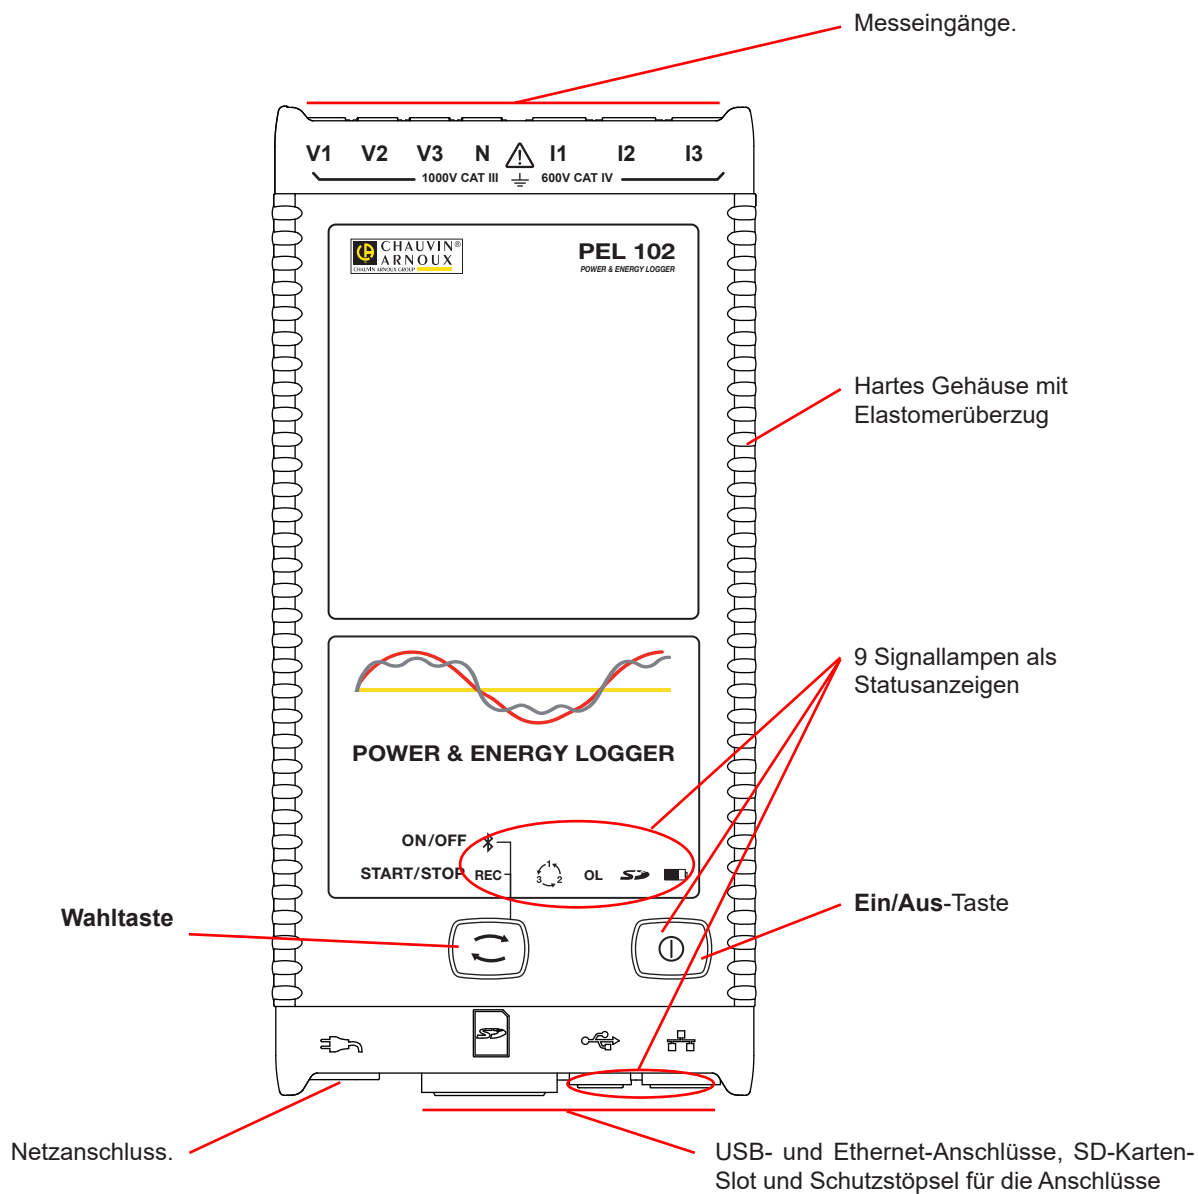 Messeingänge.
V1 V2 V3 N I1 I2 I3
1000V CAT III 600V CAT IV
CHAUVIN®
ARNOUX
CHAUVIN ARNOUX GROUP
PEL 102
POWER & ENERGY LOGGER
Hartes Gehäuse mit
Elastomerüberzug
9 Signallampen als
Statusanzeigen
POWER & ENERGY LOGGER
ON/OFF
START/STOP REC 1 2 3 OL SD
Wahltaste
Ein/Aus-Taste
SD
Netzanschluss.
USB- und Ethernet-Anschlüsse, SD-Karten-
Slot und Schutzstöpsel für die Anschlüsse